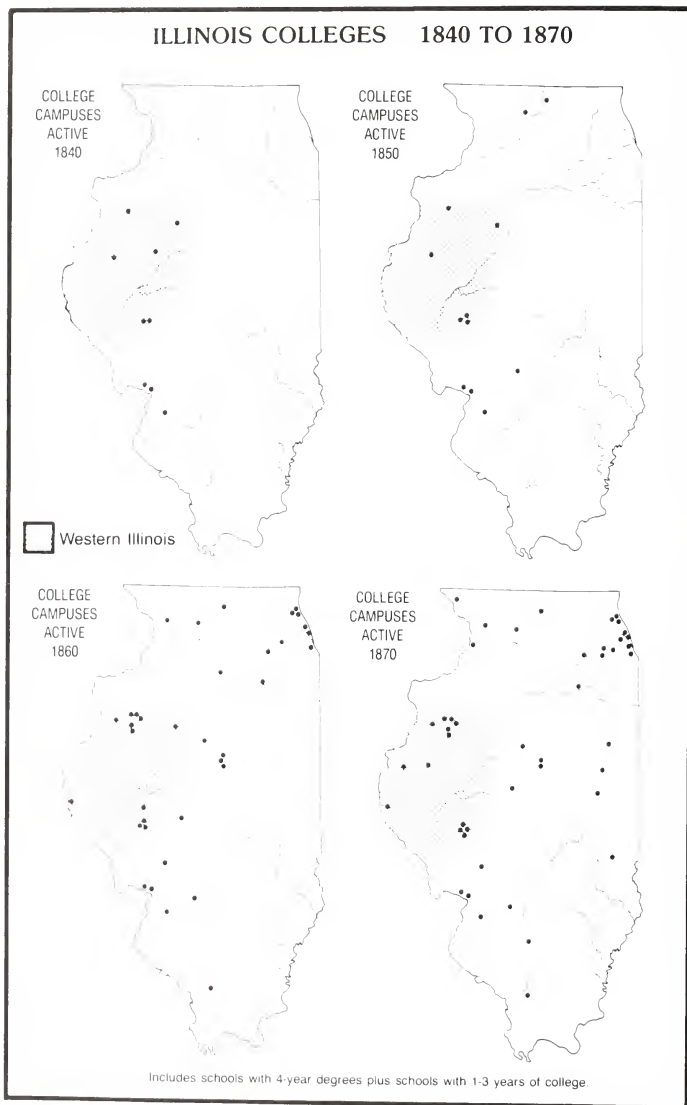 ILLINOIS COLLEGES 1840 TO 1870
COLLEGE
CAMPUSES
ACTIVE
1840
COLLEGE
CAMPUSES
ACTIVE
1850
Western Illinois
COLLEGE
CAMPUSES
ACTIVE
1860
COLLEGE
CAMPUSES
ACTIVE
1870
Includes schools with 4-year degrees plus schools with 1-3 years of college.